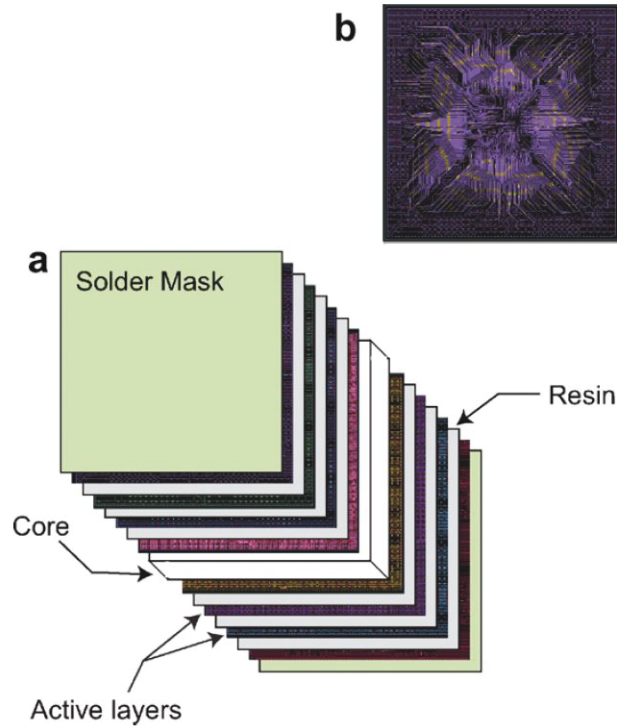 b
a
Solder Mask
Resin
Core
Active layers